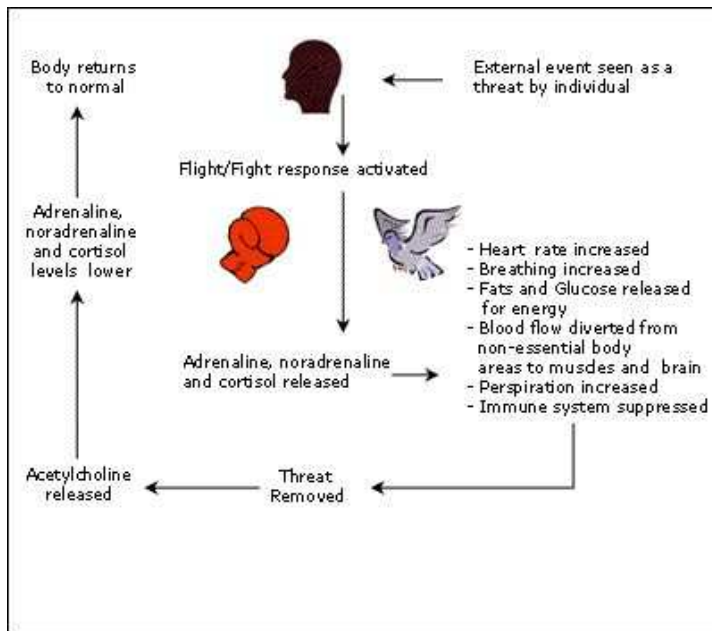 External event seen as a
threat by individual
Flight/Fight response activated
Adrenaline, noradrenaline
and cortisol released
- Heart rate increased
- Breathing increased
- Fats and Glucose released
for energy
- Blood flow diverted from
non-essential body
areas to muscles and brain
- Perspiration increased
- Immune system suppressed
Threat
Removed
Acetylcholine
released
Adrenaline,
noradrenaline
and cortisol
levels lower
Body returns
to normal